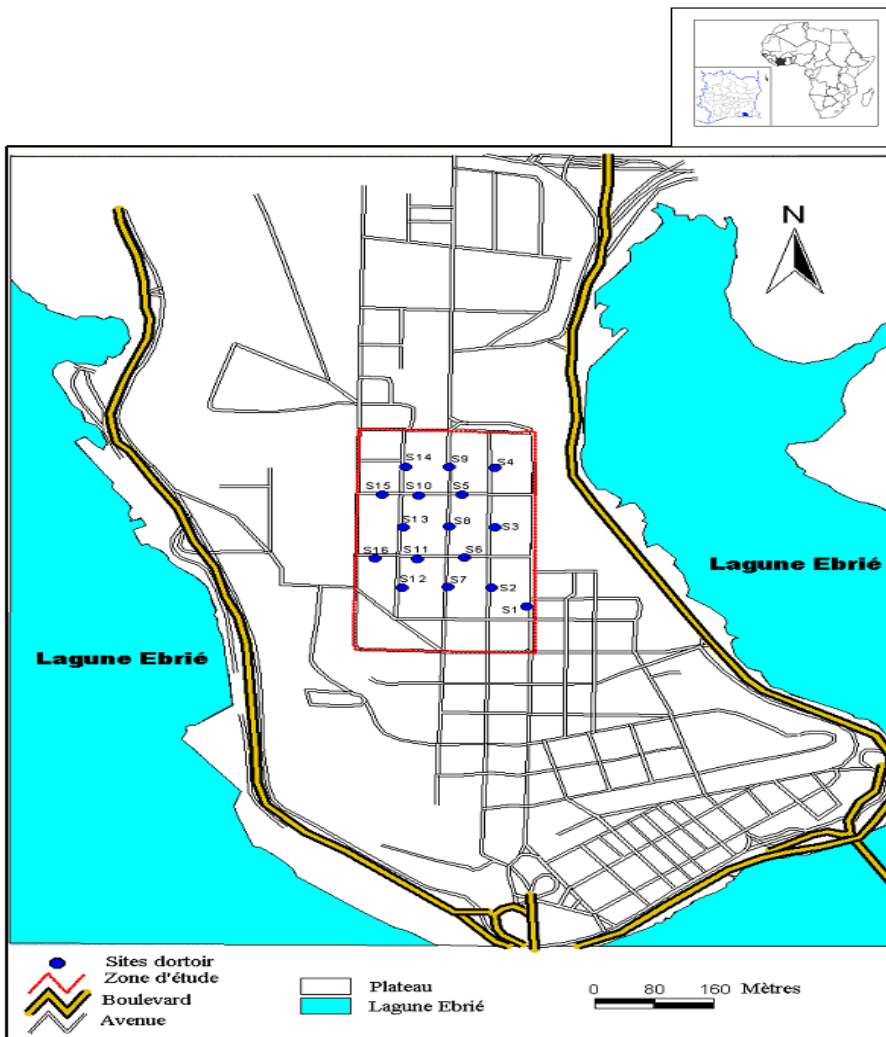 N
S14 S9 S4
S15 S10 S5
S13 S8 S3
S16 S11 S6
S12 S7 S2
S1
Lagune Ebrié
Lagune Ebrié
Sites dortoir
Zone d'étude
Boulevard
Avenue
Plateau
Lagune Ebrié
0 80 160 Mètres